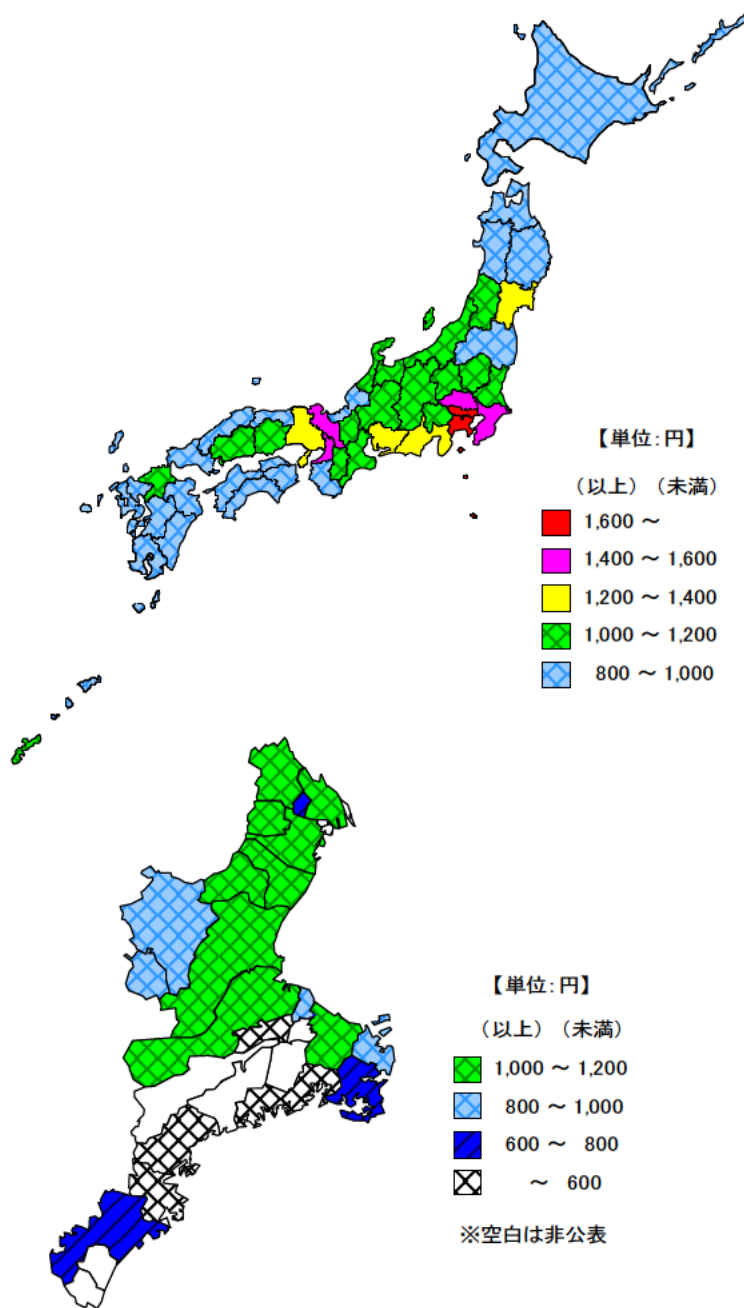 【単位：円】
（以上）（未満）
1,600 ～
1,400 ～ 1,600
1,200 ～ 1,400
1,000 ～ 1,200
800 ～ 1,000
【単位：円】
（以上）（未満）
1,000 ～ 1,200
800 ～ 1,000
600 ～ 800
～ 600
※空白は非公表